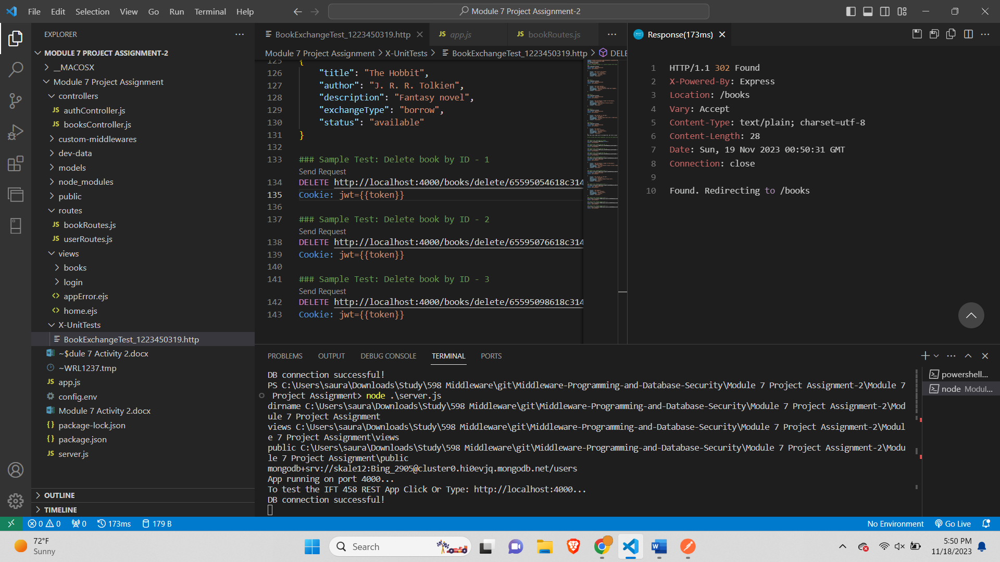 File Edit Selection View Go Run Terminal Help
Module 7 Project Assignment-2
EXPLORER
MODULE 7 PROJECT ASSIGNMENT-2
__MACOSX
Module 7 Project Assignment
controllers
JS authController.js
JS booksController.js
custom-middlewares
dev-data
models
node_modules
public
routes
JS bookRoutes.js
JS userRoutes.js
views
books
login
appError.ejs
home.ejs
X-UnitTests
BookExchangeTest_1223450319.http
~$dule 7 Activity 2.docx
~WRL1237.tmp
JS app.js
config.env
Module 7 Activity 2.docx
{} package-lock.json
{} package.json
JS server.js
OUTLINE
TIMELINE
BookExchangeTest_1223450319.http
JS app.js
JS bookRoutes.js
Module 7 Project Assignment > X-UnitTests > BookExchangeTest_1223450319.http > DELE
125 {
126 "title": "The Hobbit",
127 "author": "J. R. R. Tolkien",
128 "description": "Fantasy novel",
129 "exchangeType": "borrow",
130 "status": "available"
131 }
132
133 ### Sample Test: Delete book by ID - 1
Send Request
134 DELETE http://localhost:4000/books/delete/65595054618c314
135 Cookie: jwt={{token}}
136
137 ### Sample Test: Delete book by ID - 2
Send Request
138 DELETE http://localhost:4000/books/delete/65595076618c314
139 Cookie: jwt={{token}}
140
141 ### Sample Test: Delete book by ID - 3
Send Request
142 DELETE http://localhost:4000/books/delete/65595098618c314
143 Cookie: jwt={{token}}
Response(173ms)
1 HTTP/1.1 302 Found
2 X-Powered-By: Express
3 Location: /books
4 Vary: Accept
5 Content-Type: text/plain; charset=utf-8
6 Content-Length: 28
7 Date: Sun, 19 Nov 2023 00:50:31 GMT
8 Connection: close
9
10 Found. Redirecting to /books
PROBLEMS OUTPUT DEBUG CONSOLE TERMINAL PORTS
DB connection successful!
PS C:\Users\saura\Downloads\Study\598 Middleware\git\Middleware-Programming-and-Database-Security\Module 7 Project Assignment-2\Module 7
Project Assignment> node .\server.js
dirname C:\Users\saura\Downloads\Study\598 Middleware\git\Middleware-Programming-and-Database-Security\Module 7 Project Assignment-2\Mod
ule 7 Project Assignment
views C:\Users\saura\Downloads\Study\598 Middleware\git\Middleware-Programming-and-Database-Security\Module 7 Project Assignment-2\Modul
e 7 Project Assignment\views
public C:\Users\saura\Downloads\Study\598 Middleware\git\Middleware-Programming-and-Database-Security\Module 7 Project Assignment-2\Modu
le 7 Project Assignment\public
mongodb+srv://skale12:Bing_2905@cluster0.hi0evjq.mongodb.net/users
App running on port 4000...
To test the IFT 458 REST App Click Or Type: http://localhost:4000...
DB connection successful!
powershell...
node Modul...
0 0 0 173ms 179 B
No Environment Go Live
72°F
Sunny
Search
5:50 PM
11/18/2023